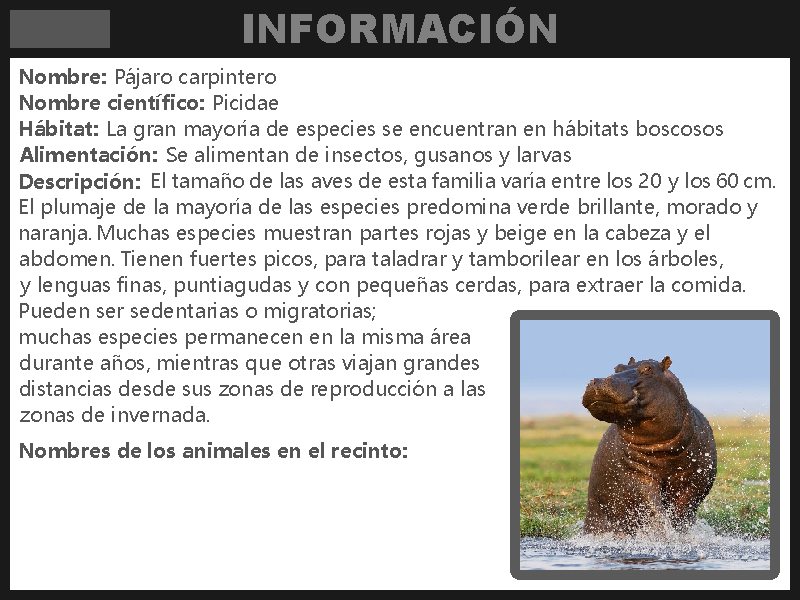 INFORMACIÓN
Nombre: Pájaro carpintero
Nombre científico: Picidae
Hábitat: La gran mayoría de especies se encuentran en hábitats boscosos
Alimentación: Se alimentan de insectos, gusanos y larvas
Descripción: El tamaño de las aves de esta familia varía entre los 20 y los 60 cm.
El plumaje de la mayoría de las especies predomina verde brillante, morado y
naranja. Muchas especies muestran partes rojas y beige en la cabeza y el
abdomen. Tienen fuertes picos, para taladrar y tamborilear en los árboles,
y lenguas finas, puntiagudas y con pequeñas cerdas, para extraer la comida.
Pueden ser sedentarias o migratorias;
muchas especies permanecen en la misma área
durante años, mientras que otras viajan grandes
distancias desde sus zonas de reproducción a las
zonas de invernada.
Nombres de los animales en el recinto: